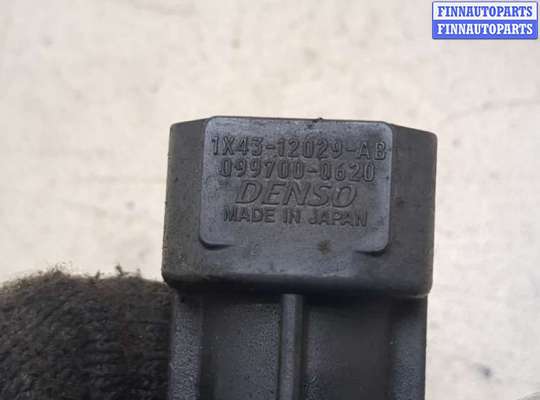 FINNAUTOPARTS
FINNAUTOPARTS
1X43-12029-AB
099700-0620
DENSO
MADE IN JAPAN